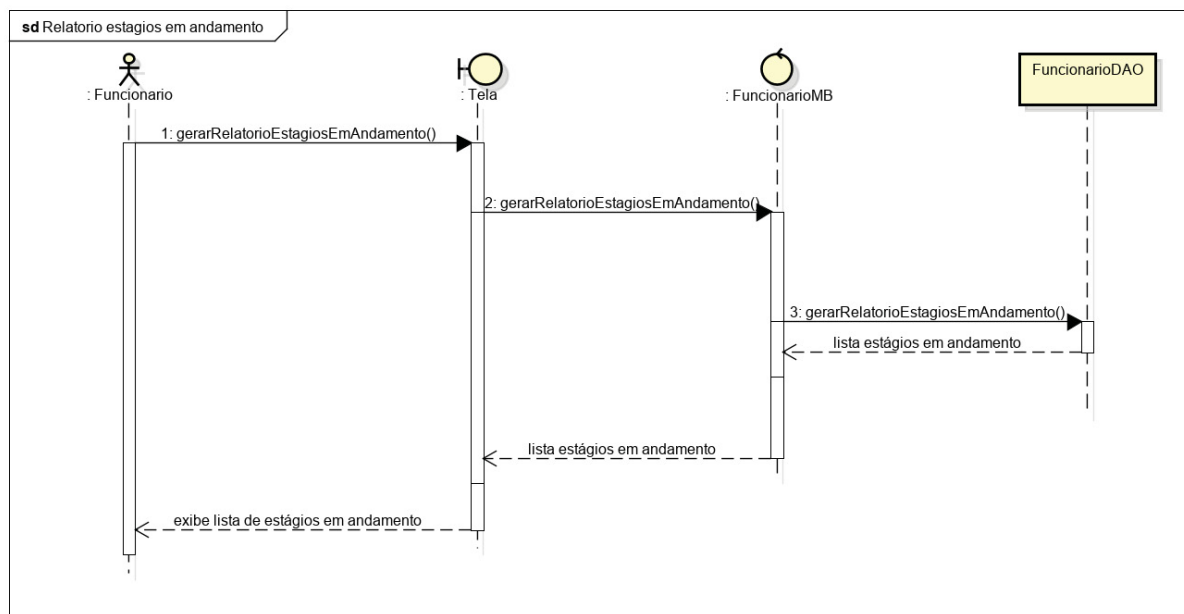 sd Relatorio estagios em andamento
: Funcionario
: Tela
: FuncionarioMB
FuncionarioDAO
1: gerarRelatorioEstagiosEmAndamento()
2: gerarRelatorioEstagiosEmAndamento()
3: gerarRelatorioEstagiosEmAndamento()
lista estágios em andamento
lista estágios em andamento
exibe lista de estágios em andamento